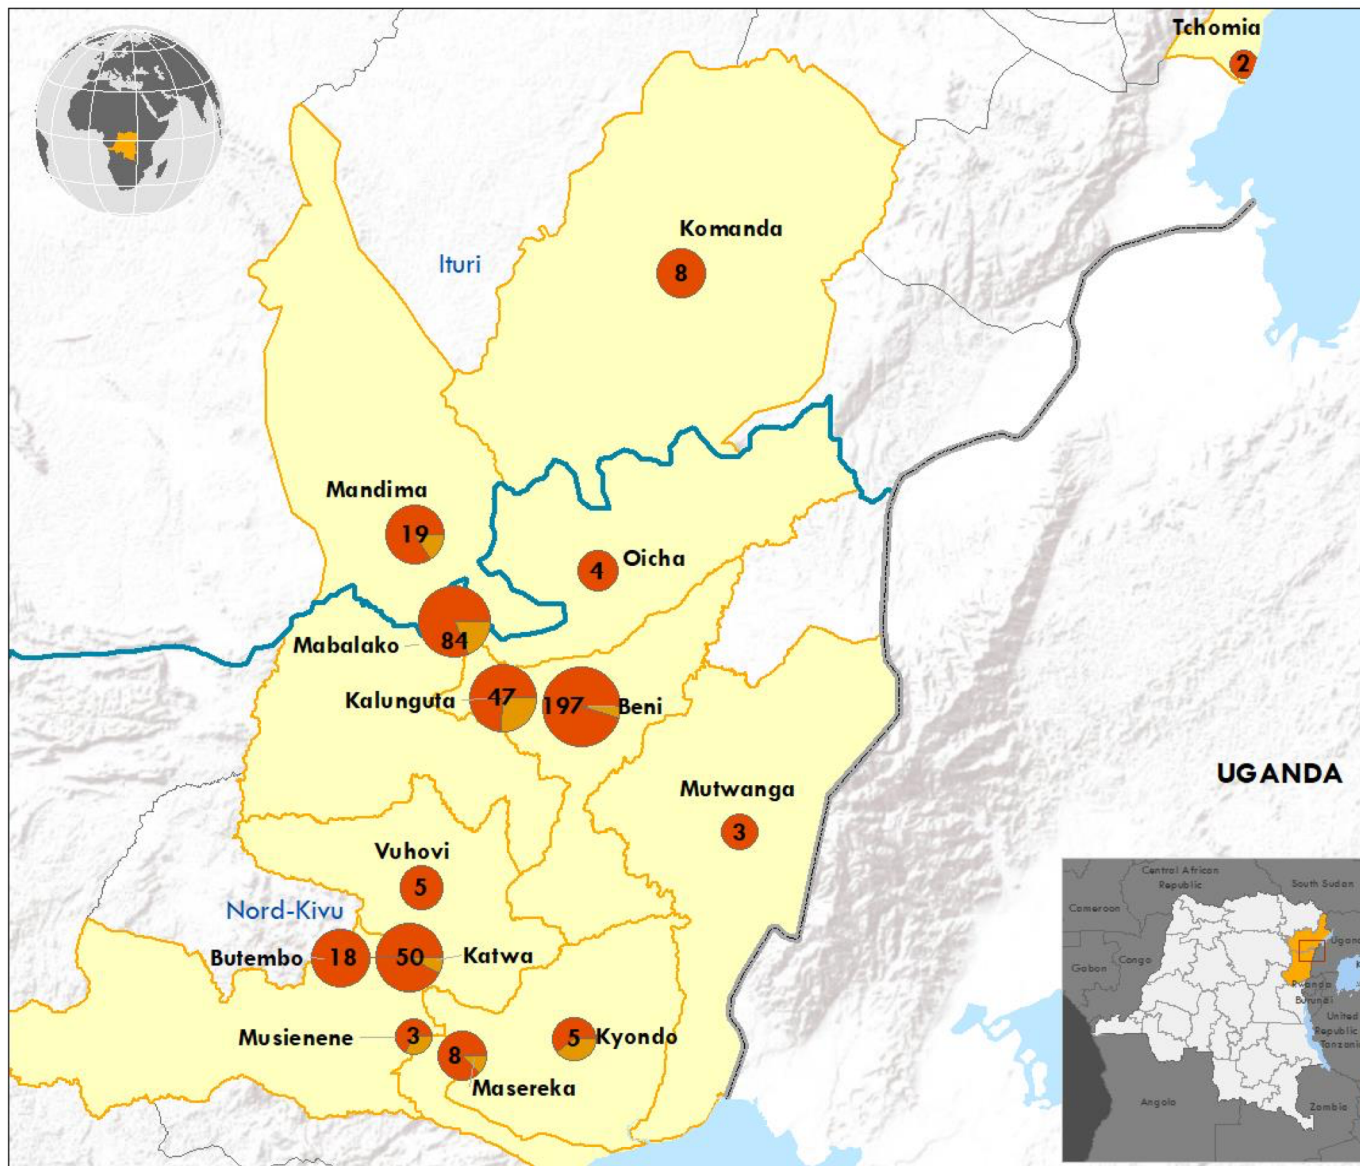 Tchomia
2
Komanda
8
Ituri
Mandima
19
4
Oicha
Mabalako
84
Kalunguta
47
197
Beni
UGANDA
Mutwanga
3
Vuhovi
5
Nord-Kivu
Butembo
18
50
Katwa
Musienene
3
8
Masereka
5
Kyondo
Central African
Republic
South Sudan
Cameroon
Gabon
Congo
Ugand
Rwanda
Burundi
United
Republic
Tanzani
Angola
Zambia